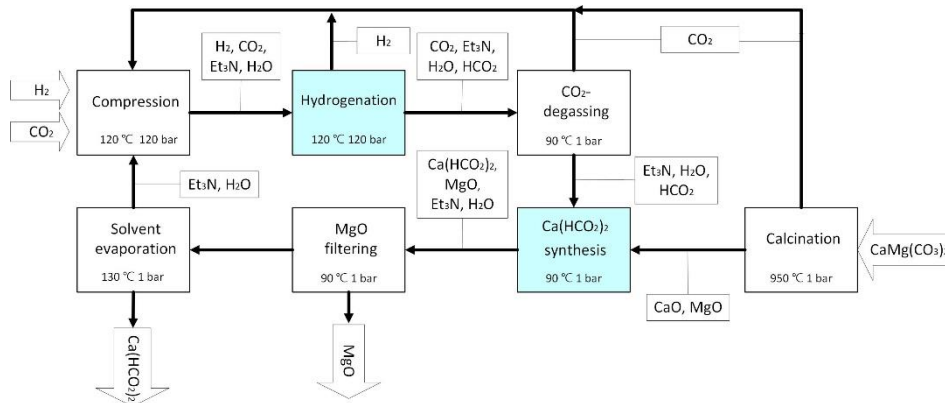 H₂
CO₂
Compression
120 ℃ 120 bar
H₂, CO₂,
Et₃N, H₂O
Hydrogenation
120 ℃ 120 bar
H₂
CO₂, Et₃N,
H₂O, HCO₂
CO₂-
degassing
90 ℃ 1 bar
CO₂
Et₃N, H₂O
Ca(HCO₂)₂,
MgO,
Et₃N, H₂O
Et₃N, H₂O,
HCO₂
Solvent
evaporation
130 ℃ 1 bar
MgO
filtering
90 ℃ 1 bar
Ca(HCO₂)₂
synthesis
90 ℃ 1 bar
Calcination
950 ℃ 1 bar
CaMg(CO₃)₂
CaO, MgO
Ca(HCO₂)₂
MgO